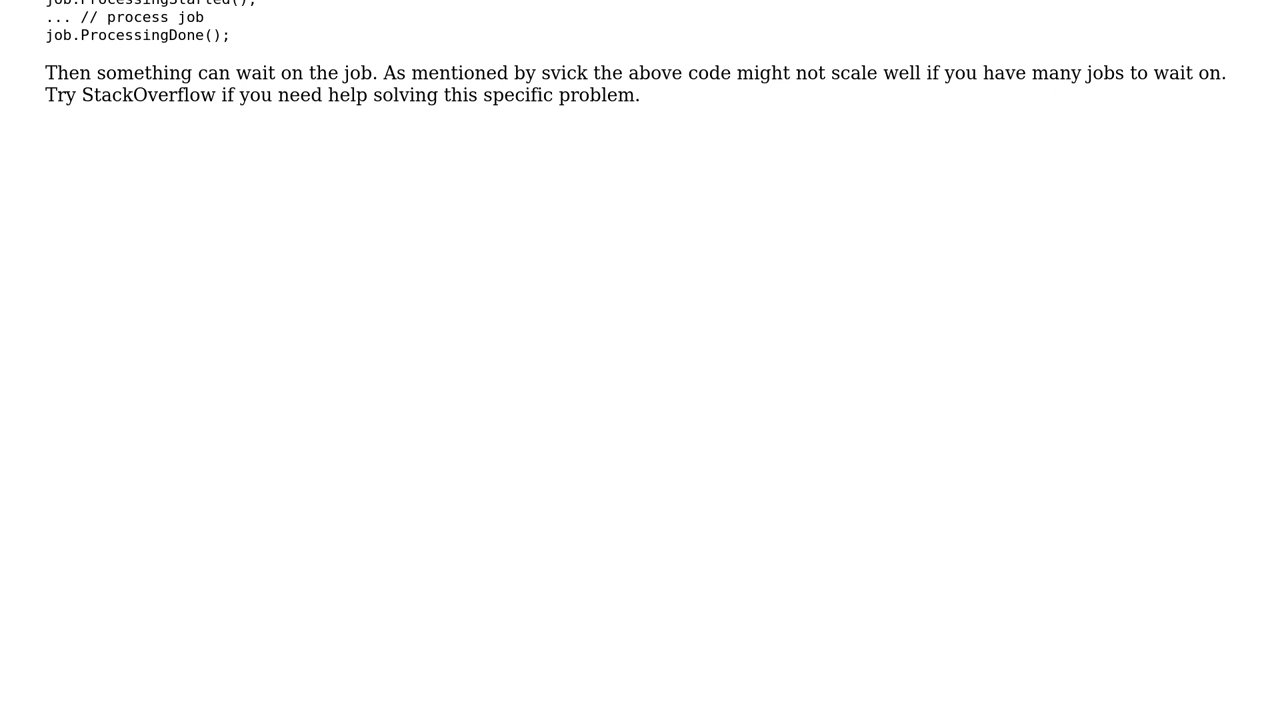 job.ProcessingStarted();
... // process job
job.ProcessingDone();
Then something can wait on the job. As mentioned by svick the above code might not scale well if you have many jobs to wait on.
Try StackOverflow if you need help solving this specific problem.